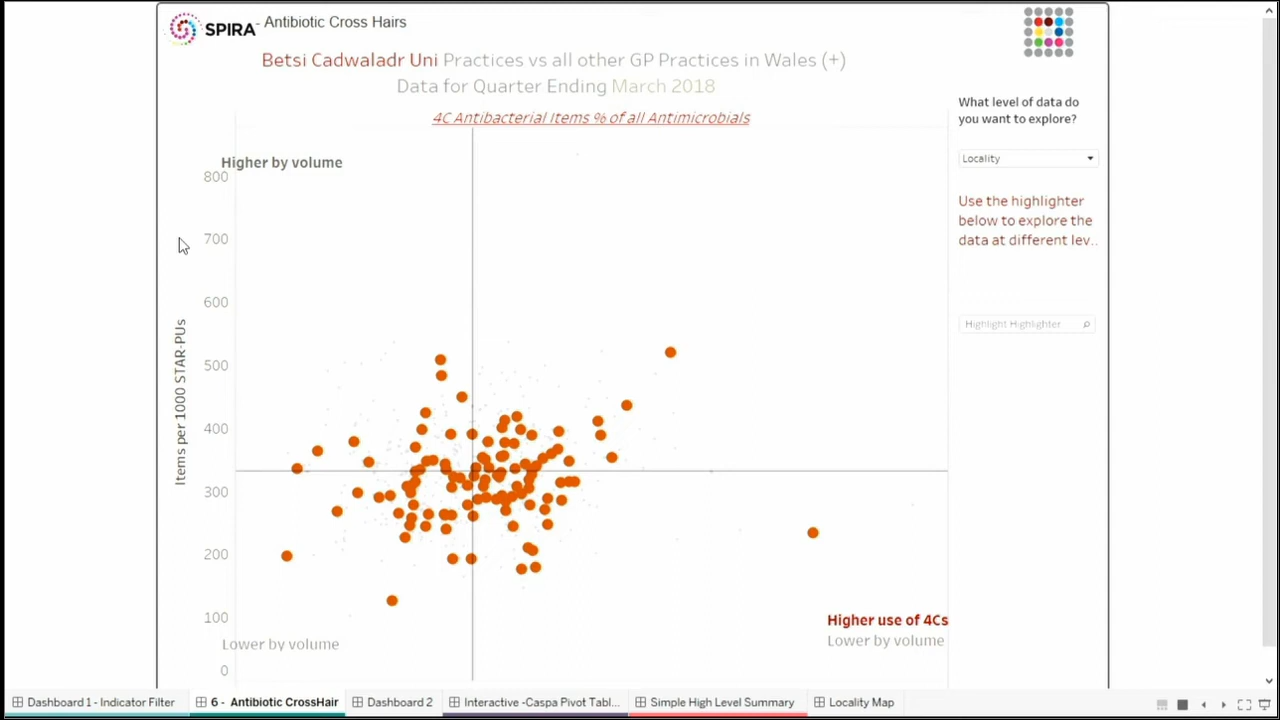 SPIRA - Antibiotic Cross Hairs
Betsi Cadwaladr Uni Practices vs all other GP Practices in Wales (+)
Data for Quarter Ending March 2018
4C Antibacterial Items % of all Antimicrobials
What level of data do
you want to explore?
Locality
Use the highlighter
below to explore the
data at different lev..
Highlight Highlighter
Higher by volume
800
700
600
500
400
300
200
100
0
Items per 1000 STAR-PUs
Higher use of 4Cs
Lower by volume
Lower by volume
Dashboard 1 - Indicator Filter
6 - Antibiotic CrossHair
Dashboard 2
Interactive -Caspa Pivot Tabl...
Simple High Level Summary
Locality Map